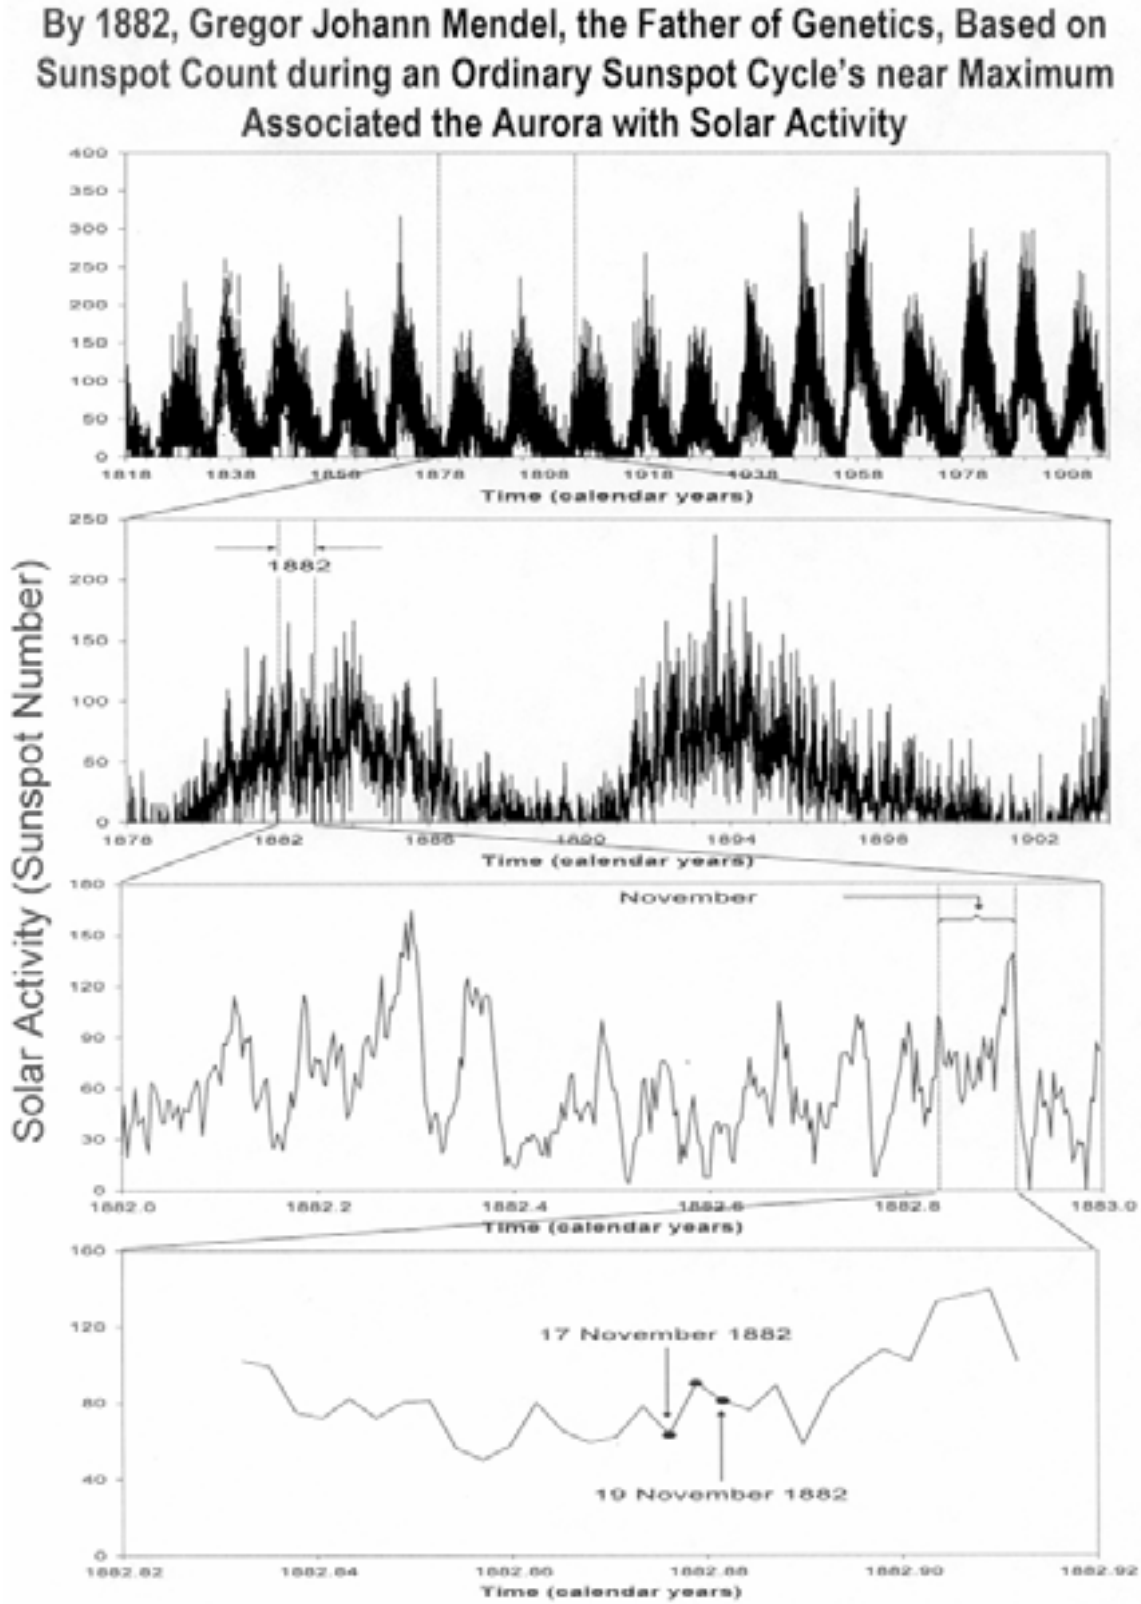 By 1882, Gregor Johann Mendel, the Father of Genetics, Based on
Sunspot Count during an Ordinary Sunspot Cycle's near Maximum
Associated the Aurora with Solar Activity
Solar Activity (Sunspot Number)
400
350
300
250
200
150
100
50
0
1818 1838 1858 1878 1898 1918 1938 1958 1978 1998
Time (calendar years)
250
200
150
100
50
0
1882
1878 1882 1886 1890 1894 1898 1902
Time (calendar years)
180
150
120
90
60
30
0
November
1882.0 1882.2 1882.4 1882.6 1882.8 1883.0
Time (calendar years)
160
120
80
40
0
17 November 1882
19 November 1882
1882.82 1882.84 1882.86 1882.88 1882.90 1882.92
Time (calendar years)